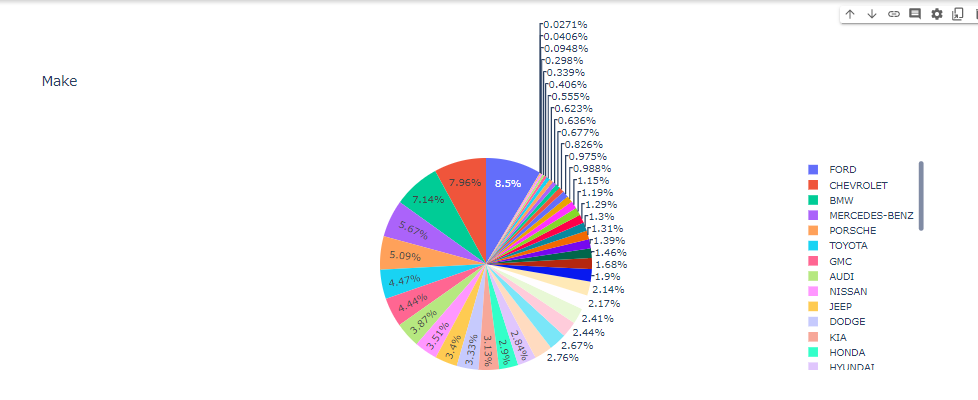 Make
0.0271%
0.0406%
0.0948%
0.298%
0.339%
0.406%
0.555%
0.623%
0.636%
0.677%
0.826%
0.975%
0.988%
1.15%
1.19%
1.29%
1.3%
1.31%
1.39%
1.46%
1.68%
1.9%
2.14%
2.17%
2.41%
2.44%
2.67%
2.76%
8.5%
7.96%
7.14%
5.67%
5.09%
4.47%
4.44%
3.87%
3.51%
3.4%
3.33%
3.13%
2.9%
2.84%
FORD
CHEVROLET
BMW
MERCEDES-BENZ
PORSCHE
TOYOTA
GMC
AUDI
NISSAN
JEEP
DODGE
KIA
HONDA
HYUNDAI